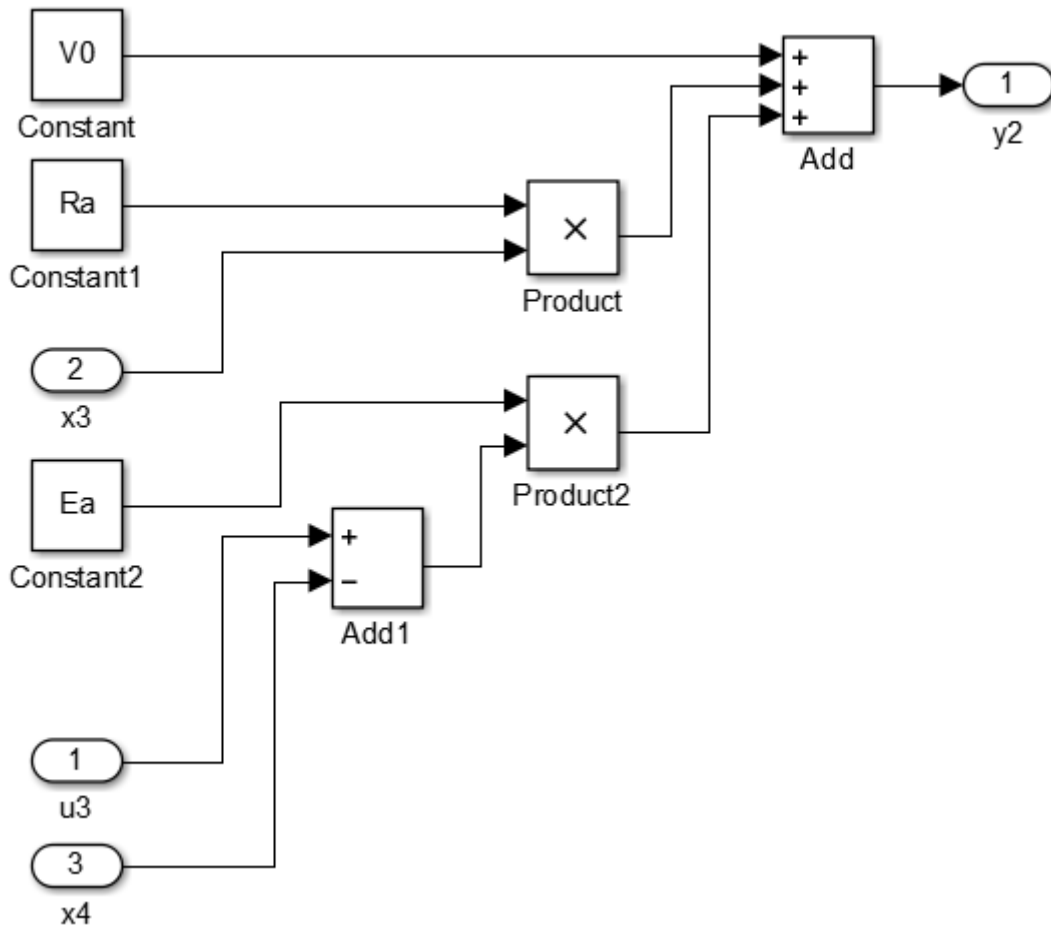 V0
Constant
+
+
+
Add
1
y2
Ra
Constant1
×
Product
2
x3
×
Product2
Ea
Constant2
+
−
Add1
1
u3
3
x4